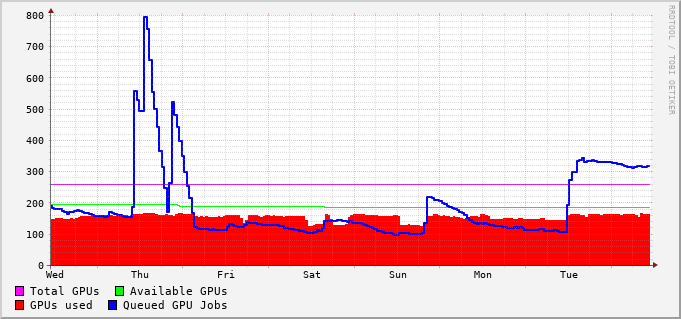 800
700
600
500
400
300
200
100
0
Wed Thu Fri Sat Sun Mon Tue
RRDTOOL / TOBI OETIKER
Total GPUs Available GPUs
GPUs used Queued GPU Jobs